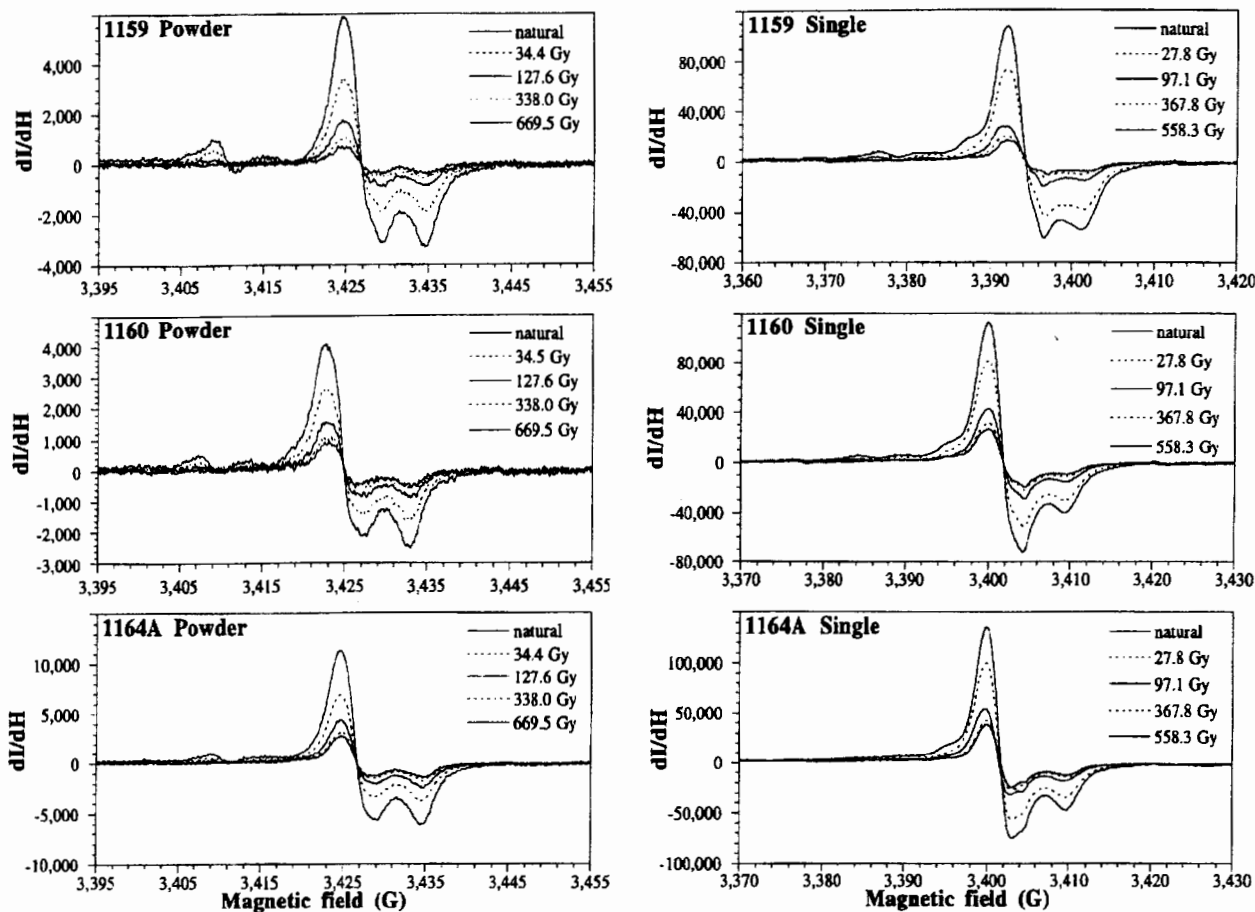 1159 Powder
natural
34.4 Gy
127.6 Gy
338.0 Gy
669.5 Gy
dI/dH
6,000
4,000
2,000
0
-2,000
-4,000
3,395
3,405
3,415
3,425
3,435
3,445
3,455
1159 Single
natural
27.8 Gy
97.1 Gy
367.8 Gy
558.3 Gy
dI/dH
80,000
40,000
0
-40,000
-80,000
3,360
3,370
3,380
3,390
3,400
3,410
3,420
1160 Powder
natural
34.5 Gy
127.6 Gy
338.0 Gy
669.5 Gy
dI/dH
4,000
3,000
2,000
1,000
0
-1,000
-2,000
-3,000
3,395
3,405
3,415
3,425
3,435
3,445
3,455
1160 Single
natural
27.8 Gy
97.1 Gy
367.8 Gy
558.3 Gy
dI/dH
80,000
40,000
0
-40,000
-80,000
3,370
3,380
3,390
3,400
3,410
3,420
3,430
1164A Powder
natural
34.4 Gy
127.6 Gy
338.0 Gy
669.5 Gy
dI/dH
10,000
5,000
0
-5,000
-10,000
3,395
3,405
3,415
3,425
3,435
3,445
3,455
Magnetic field (G)
1164A Single
natural
27.8 Gy
97.1 Gy
367.8 Gy
558.3 Gy
dI/dH
100,000
50,000
0
-50,000
-100,000
3,370
3,380
3,390
3,400
3,410
3,420
3,430
Magnetic field (G)